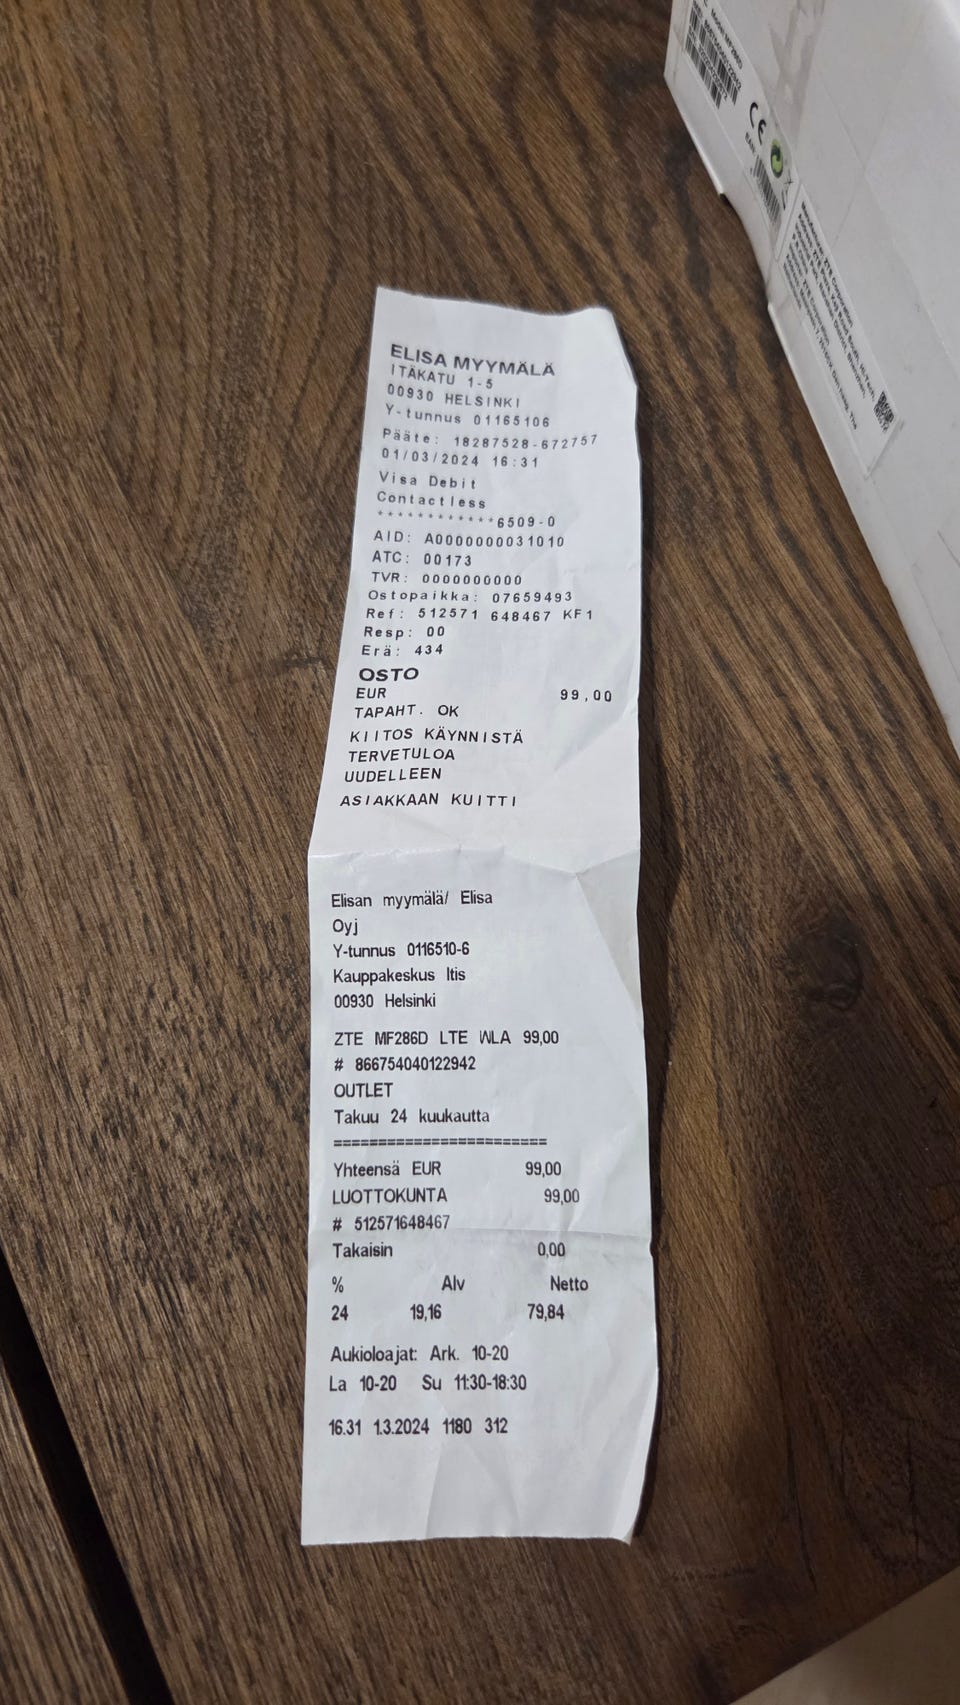 ELISA MYYMÄLÄ
ITÄKATU 1-5
00930 HELSINKI
Y-tunnus 01165106
Pääte: 18287528-672757
01/03/2024 16:31
Visa Debit
Contactless
************6509-0
AID: A0000000031010
ATC: 00173
TVR: 0000000000
Ostopaikka: 07659493
Ref: 512571 648467 KF1
Resp: 00
Erä: 434
OSTO
EUR 99,00
TAPAHT. OK
KIITOS KÄYNNISTÄ
TERVETULOA
UUDELLEEN
ASIAKKAAN KUITTI
Elisan myymälä/ Elisa
Oyj
Y-tunnus 0116510-6
Kauppakeskus Itis
00930 Helsinki
ZTE MF286D LTE WLA 99,00
# 866754040122942
OUTLET
Takuu 24 kuukautta
=========================
Yhteensä EUR 99,00
LUOTTOKUNTA 99,00
# 512571648467
Takaisin 0,00
% Alv Netto
24 19,16 79,84
Aukioloajat: Ark. 10-20
La 10-20 Su 11:30-18:30
16.31 1.3.2024 1180 312
CE
Manufacturer: ZTE Corporation